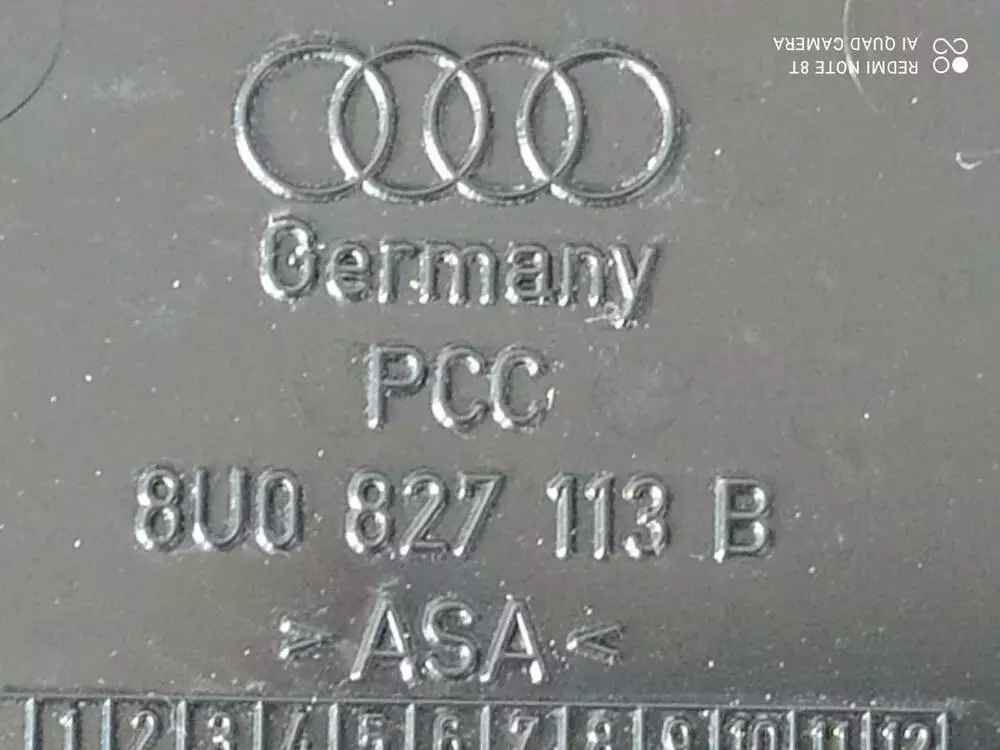 REDMI NOTE 8T
AI QUAD CAMERA
Germany
PCC
8U0 827 113 B
>ASA<
1 2 3 4 5 6 7 8 9 10 11 12